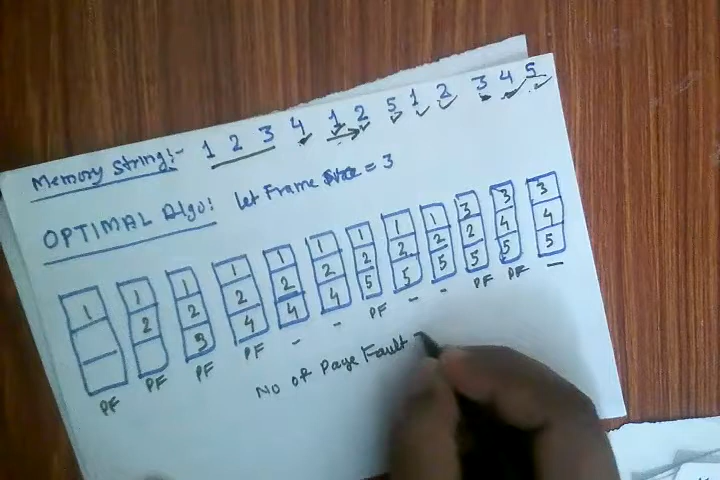 Memory String:- 1 2 3 4 1 2 5 1 2 3 4 5
OPTIMAL Algo: let Frame Size = 3
1 1 1 1 1 1 1 1 1 3 3 3
2 2 2 2 2 2 2 2 2 4 4
3 4 4 4 5 5 5 5 5 5
PF PF PF PF - - PF - - PF PF -
No of Page Fault =